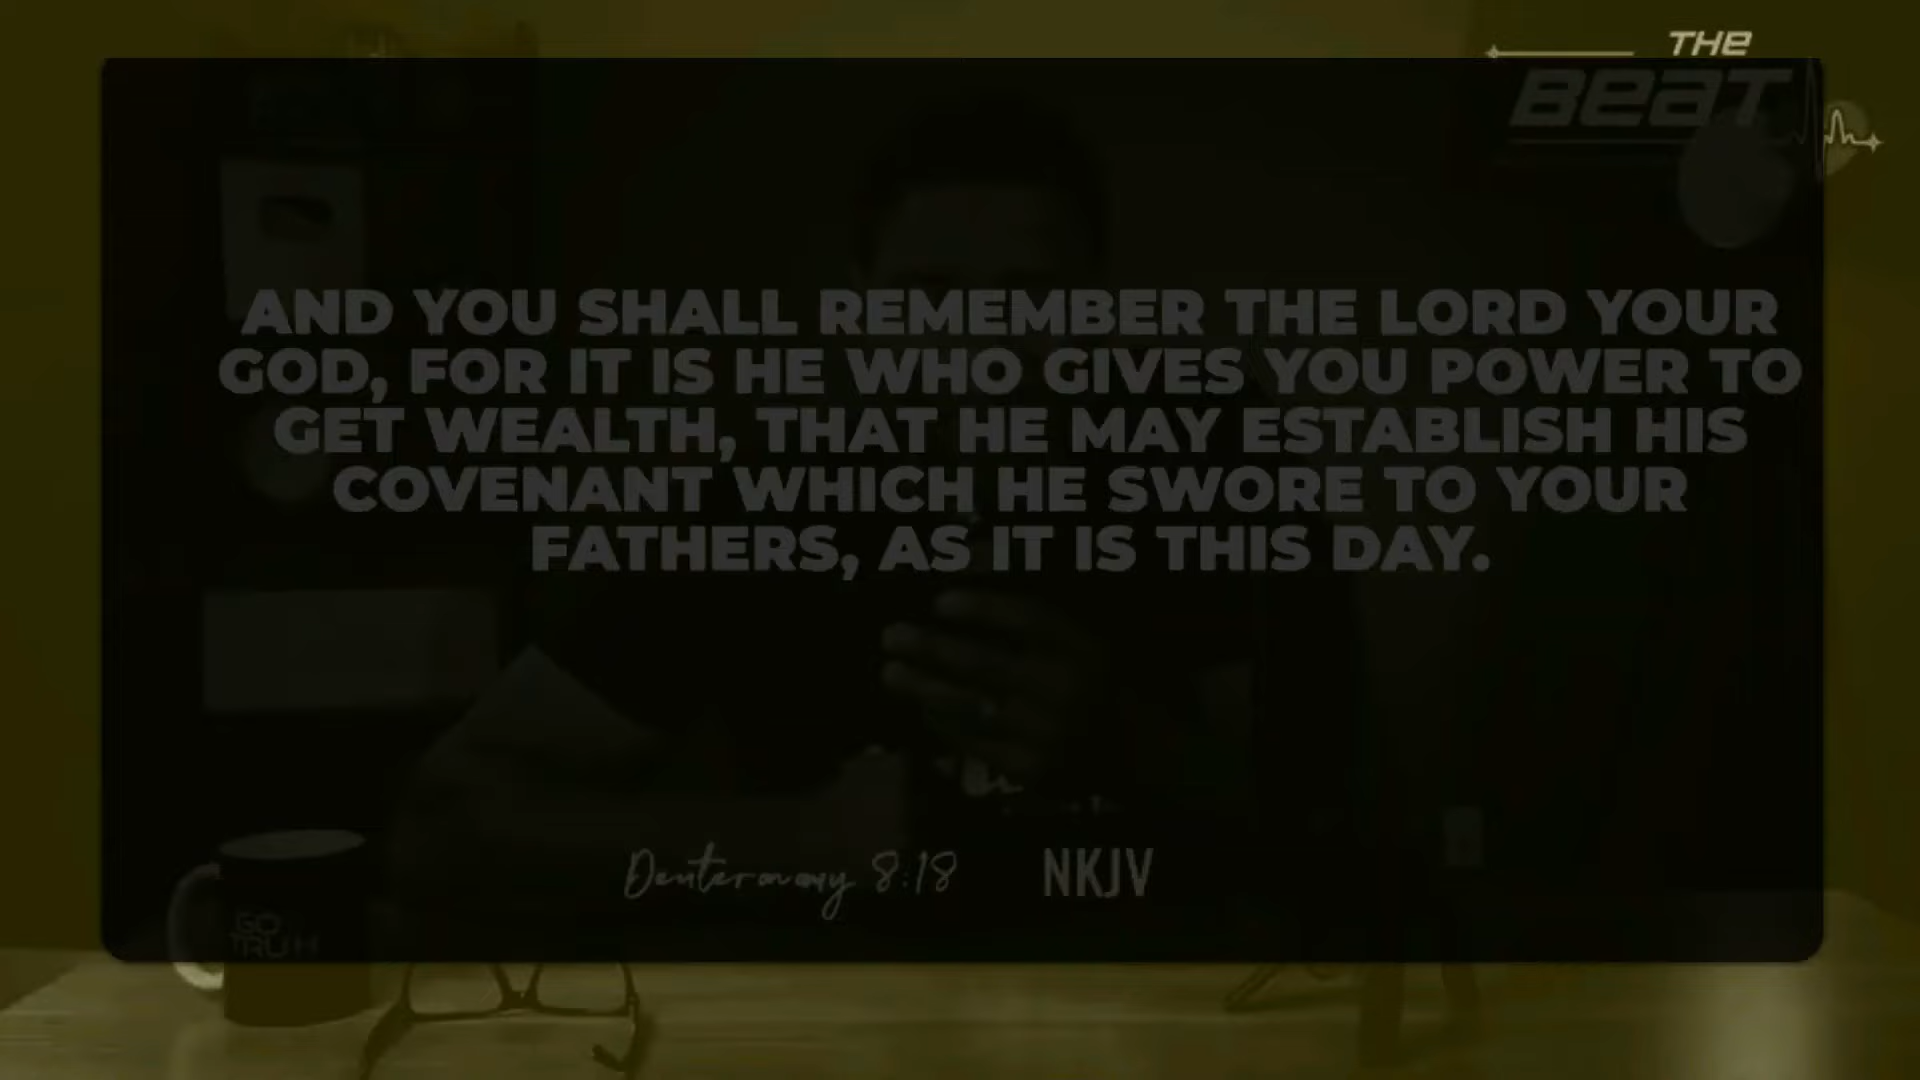 THE
BEAT
AND YOU SHALL REMEMBER THE LORD YOUR
GOD, FOR IT IS HE WHO GIVES YOU POWER TO
GET WEALTH, THAT HE MAY ESTABLISH HIS
COVENANT WHICH HE SWORE TO YOUR
FATHERS, AS IT IS THIS DAY.
Deuteronomy 8:18 NKJV
GO
TRUTH